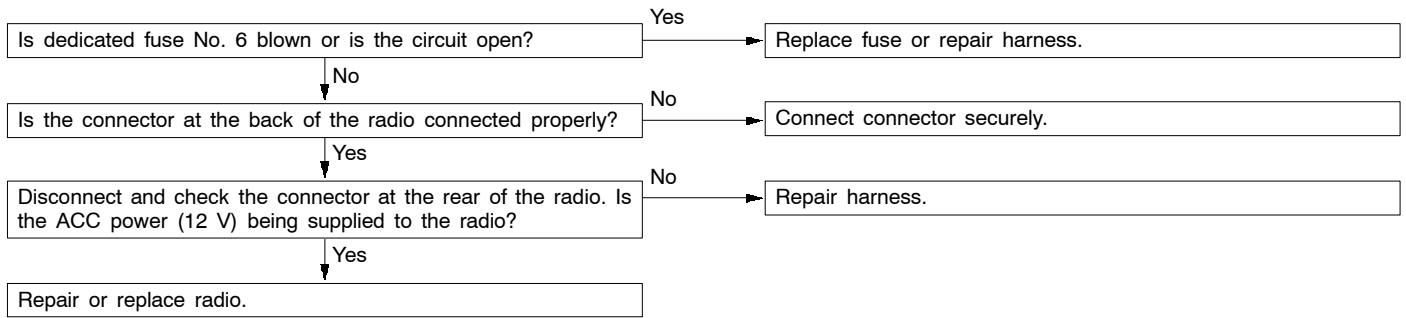 Yes
Is dedicated fuse No. 6 blown or is the circuit open?
Replace fuse or repair harness.
No
No
Is the connector at the back of the radio connected properly?
Connect connector securely.
Yes
No
Disconnect and check the connector at the rear of the radio. Is
the ACC power (12 V) being supplied to the radio?
Repair harness.
Yes
Repair or replace radio.